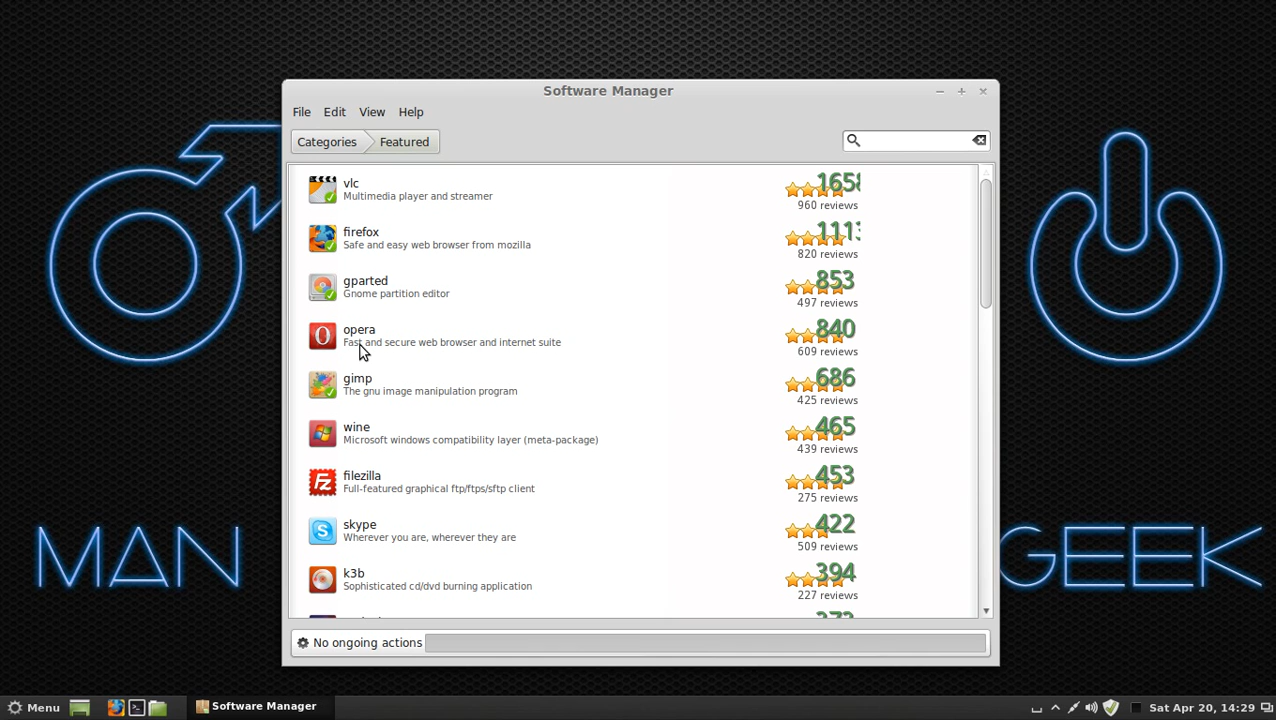 Software Manager
File Edit View Help
Categories Featured
vlc
Multimedia player and streamer
1658
960 reviews
firefox
Safe and easy web browser from mozilla
1113
820 reviews
gparted
Gnome partition editor
853
497 reviews
opera
Fast and secure web browser and internet suite
840
609 reviews
gimp
The gnu image manipulation program
686
425 reviews
wine
Microsoft windows compatibility layer (meta-package)
465
439 reviews
filezilla
Full-featured graphical ftp/ftps/sftp client
453
275 reviews
skype
Wherever you are, wherever they are
422
509 reviews
k3b
Sophisticated cd/dvd burning application
394
227 reviews
No ongoing actions
MAN GEEK
Menu Software Manager Sat Apr 20, 14:29